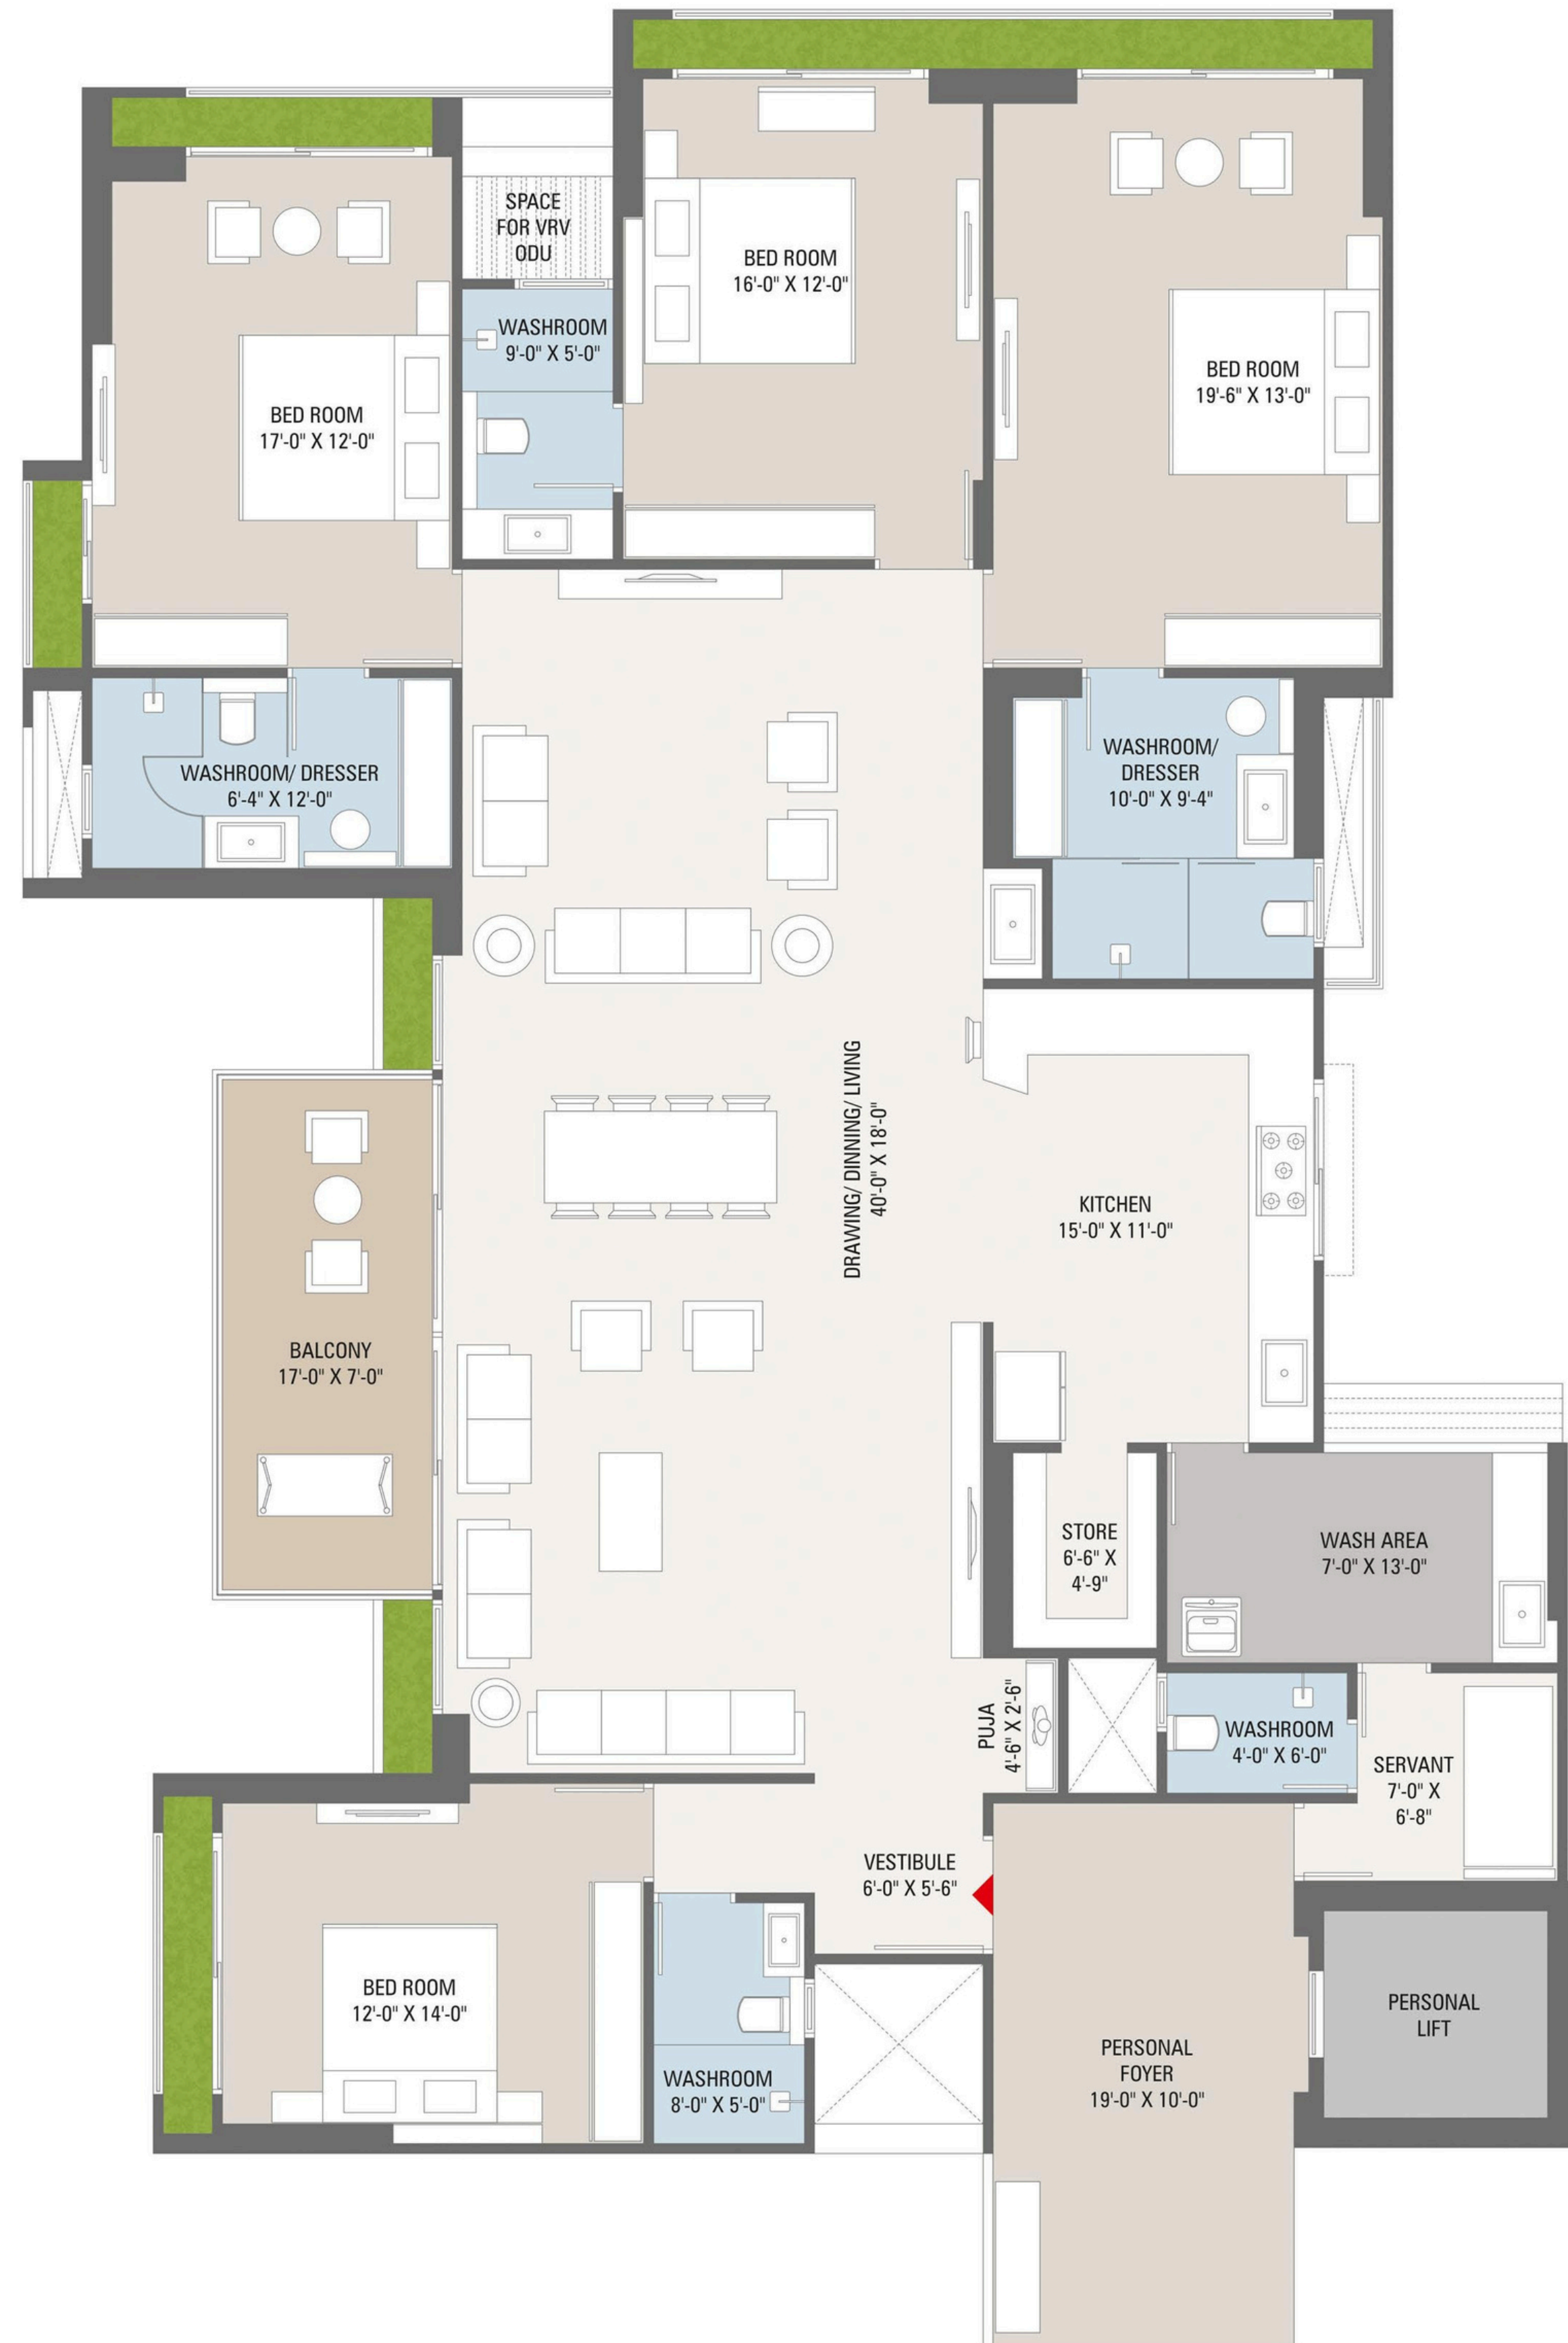 SPACE
FOR VRV
ODU
BED ROOM
16'-0" X 12'-0"
WASHROOM
9'-0" X 5'-0"
BED ROOM
19'-6" X 13'-0"
BED ROOM
17'-0" X 12'-0"
WASHROOM/ DRESSER
6'-4" X 12'-0"
WASHROOM/
DRESSER
10'-0" X 9'-4"
DRAWING/ DINNING/ LIVING
40'-0" X 18'-0"
KITCHEN
15'-0" X 11'-0"
BALCONY
17'-0" X 7'-0"
STORE
6'-6" X
4'-9"
WASH AREA
7'-0" X 13'-0"
PUJA
4'-6" X 2'-6"
WASHROOM
4'-0" X 6'-0"
SERVANT
7'-0" X
6'-8"
VESTIBULE
6'-0" X 5'-6"
BED ROOM
12'-0" X 14'-0"
PERSONAL
LIFT
PERSONAL
FOYER
19'-0" X 10'-0"
WASHROOM
8'-0" X 5'-0"